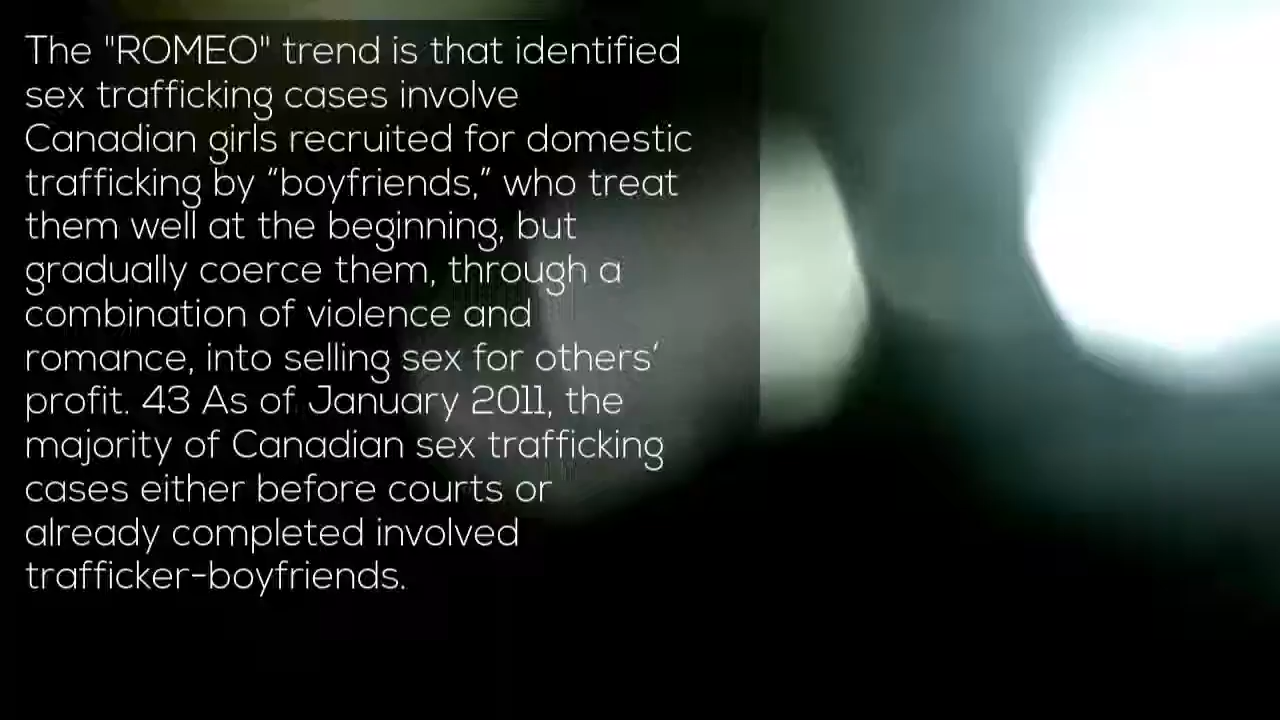 The "ROMEO" trend is that identified
sex trafficking cases involve
Canadian girls recruited for domestic
trafficking by “boyfriends,” who treat
them well at the beginning, but
gradually coerce them, through a
combination of violence and
romance, into selling sex for others’
profit. 43 As of January 2011, the
majority of Canadian sex trafficking
cases either before courts or
already completed involved
trafficker-boyfriends.